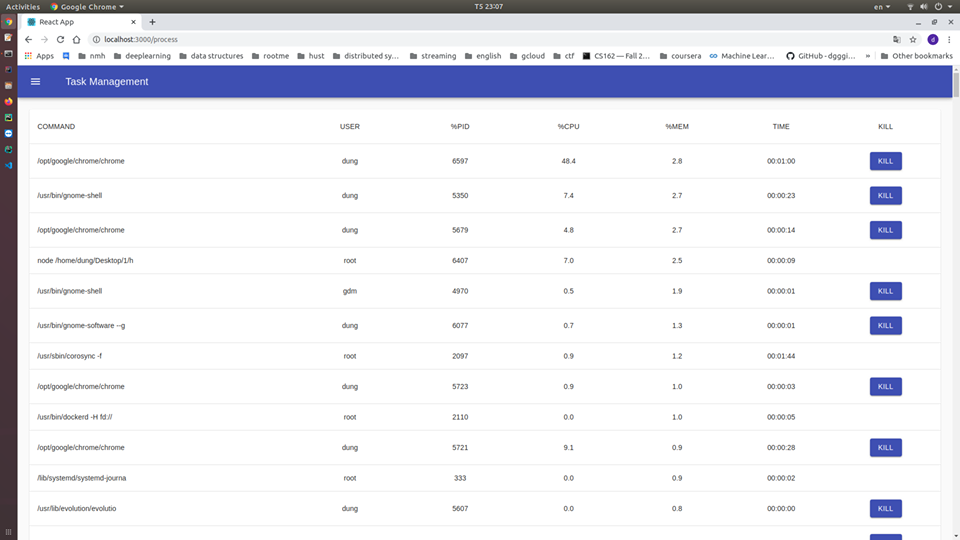 Activities Google Chrome T5 23:07 en
React App
localhost:3000/process
Apps nmh deeplearning data structures rootme hust distributed sy... streaming english gcloud ctf CS162 — Fall 2... coursera Machine Lear... GitHub - dgggi... » Other bookmarks
Task Management
COMMAND USER %PID %CPU %MEM TIME KILL
/opt/google/chrome/chrome dung 6597 48.4 2.8 00:01:00 KILL
/usr/bin/gnome-shell dung 5350 7.4 2.7 00:00:23 KILL
/opt/google/chrome/chrome dung 5679 4.8 2.7 00:00:14 KILL
node /home/dung/Desktop/1/h root 6407 7.0 2.5 00:00:09
/usr/bin/gnome-shell gdm 4970 0.5 1.9 00:00:01 KILL
/usr/bin/gnome-software --g dung 6077 0.7 1.3 00:00:01 KILL
/usr/sbin/corosync -f root 2097 0.9 1.2 00:01:44
/opt/google/chrome/chrome dung 5723 0.9 1.0 00:00:03 KILL
/usr/bin/dockerd -H fd:// root 2110 0.0 1.0 00:00:05
/opt/google/chrome/chrome dung 5721 9.1 0.9 00:00:28 KILL
/lib/systemd/systemd-journa root 333 0.0 0.9 00:00:02
/usr/lib/evolution/evolutio dung 5607 0.0 0.8 00:00:00 KILL